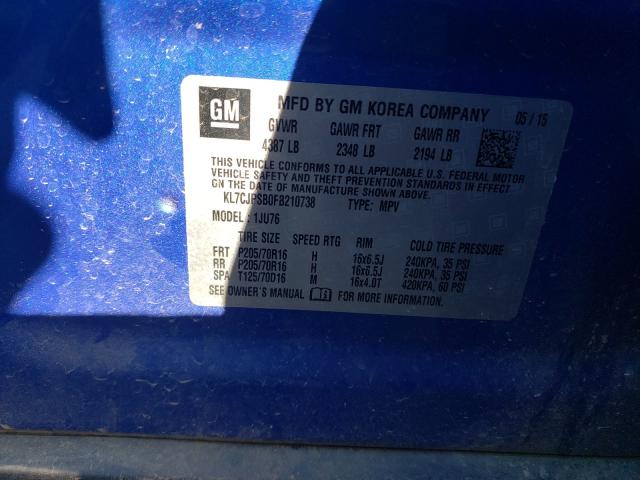 GM
MFD BY GM KOREA COMPANY 05 / 15
GVWR GAWR FRT GAWR RR
4387 LB 2348 LB 2194 LB
THIS VEHICLE CONFORMS TO ALL APPLICABLE U.S. FEDERAL MOTOR
VEHICLE SAFETY AND THEFT PREVENTION STANDARDS IN EFFECT ON
THE DATE OF MANUFACTURE SHOWN ABOVE.
KL7CJPSB0FB210738 TYPE: MPV
MODEL : 1JU76
TIRE SIZE SPEED RTG RIM COLD TIRE PRESSURE
FRT P205/70R16 H 16x6.5J 240KPA, 35 PSI
RR P205/70R16 H 16x6.5J 240KPA, 35 PSI
SPA T125/70D16 M 16x4.0T 420KPA, 60 PSI
SEE OWNER'S MANUAL FOR MORE INFORMATION.